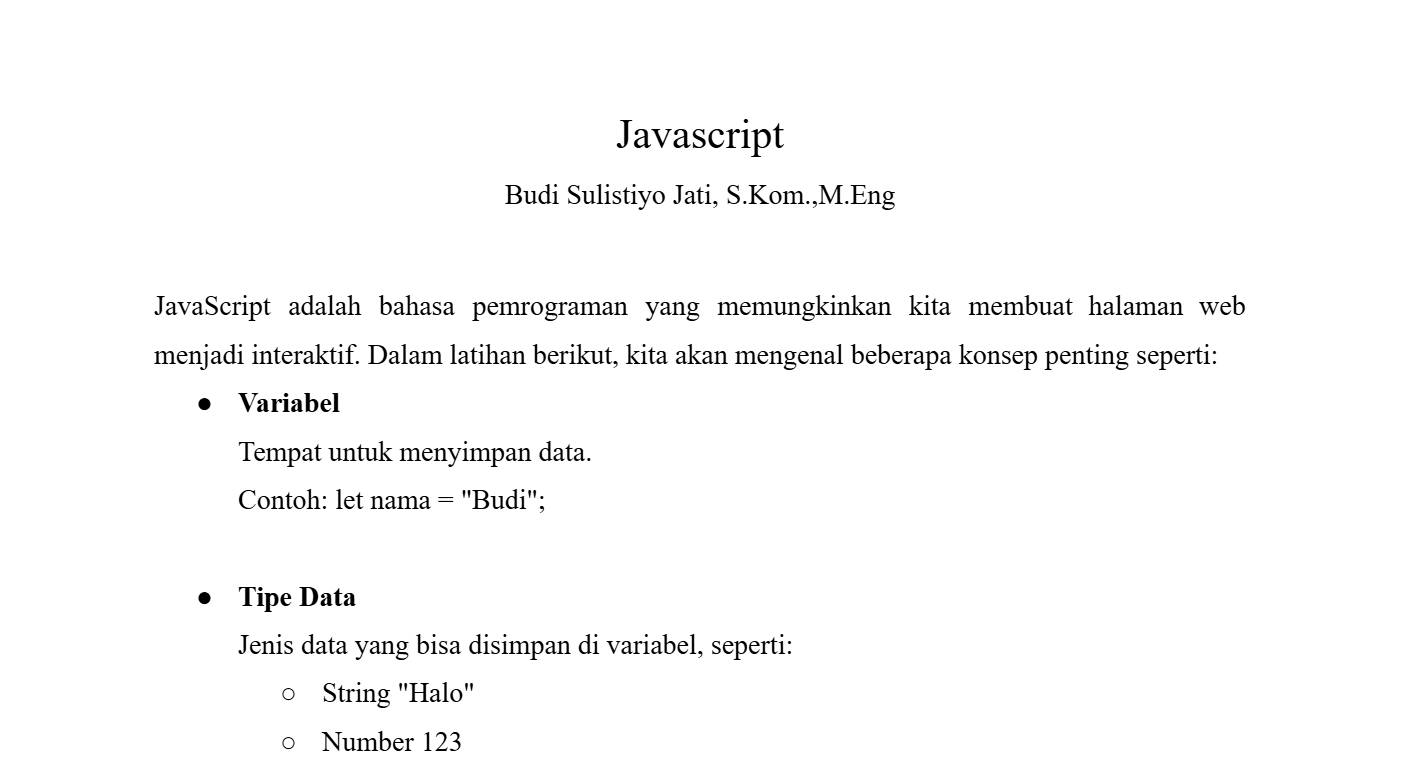 Javascript
Budi Sulistiyo Jati, S.Kom.,M.Eng
JavaScript adalah bahasa pemrograman yang memungkinkan kita membuat halaman web
menjadi interaktif. Dalam latihan berikut, kita akan mengenal beberapa konsep penting seperti:
● Variabel
Tempat untuk menyimpan data.
Contoh: let nama = "Budi";
● Tipe Data
Jenis data yang bisa disimpan di variabel, seperti:
○ String "Halo"
○ Number 123